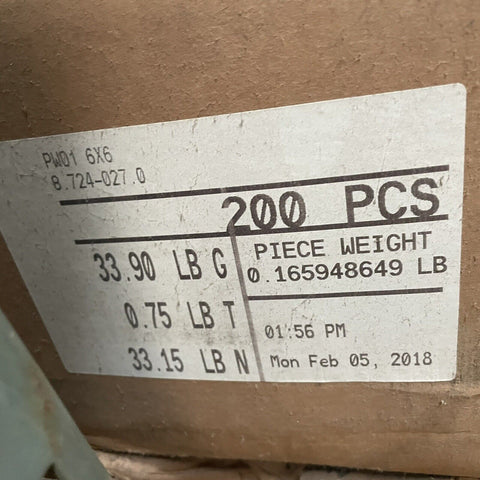 PW01 6X6
8.724-027.0
200 PCS
33.90 LB G
0.75 LB T
33.15 LB N
PIECE WEIGHT
0.165948649 LB
01:56 PM
Mon Feb 05, 2018